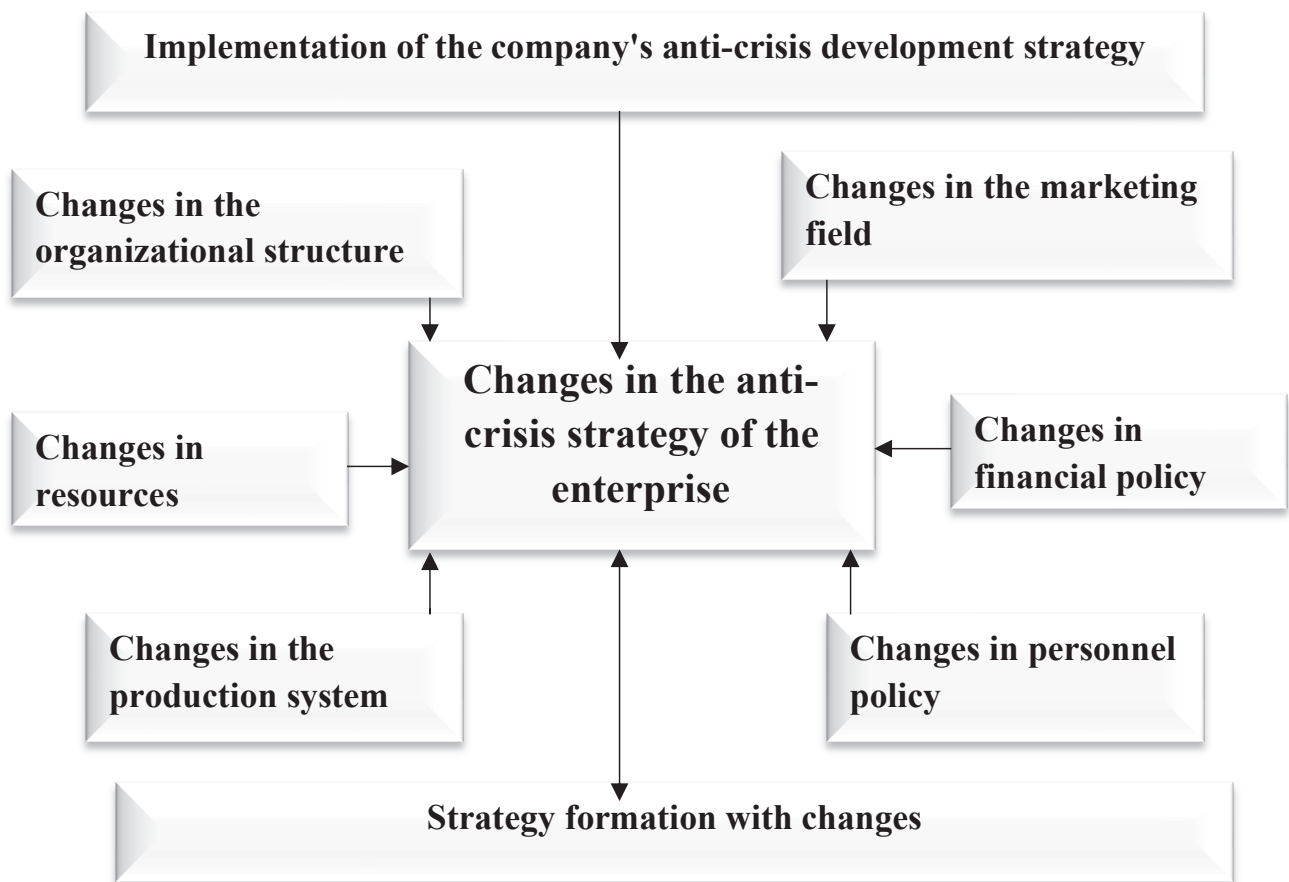 Implementation of the company's anti-crisis development strategy
Changes in the
organizational structure
Changes in the marketing
field
Changes in the anti-
crisis strategy of the
enterprise
Changes in
resources
Changes in
financial policy
Changes in the
production system
Changes in personnel
policy
Strategy formation with changes